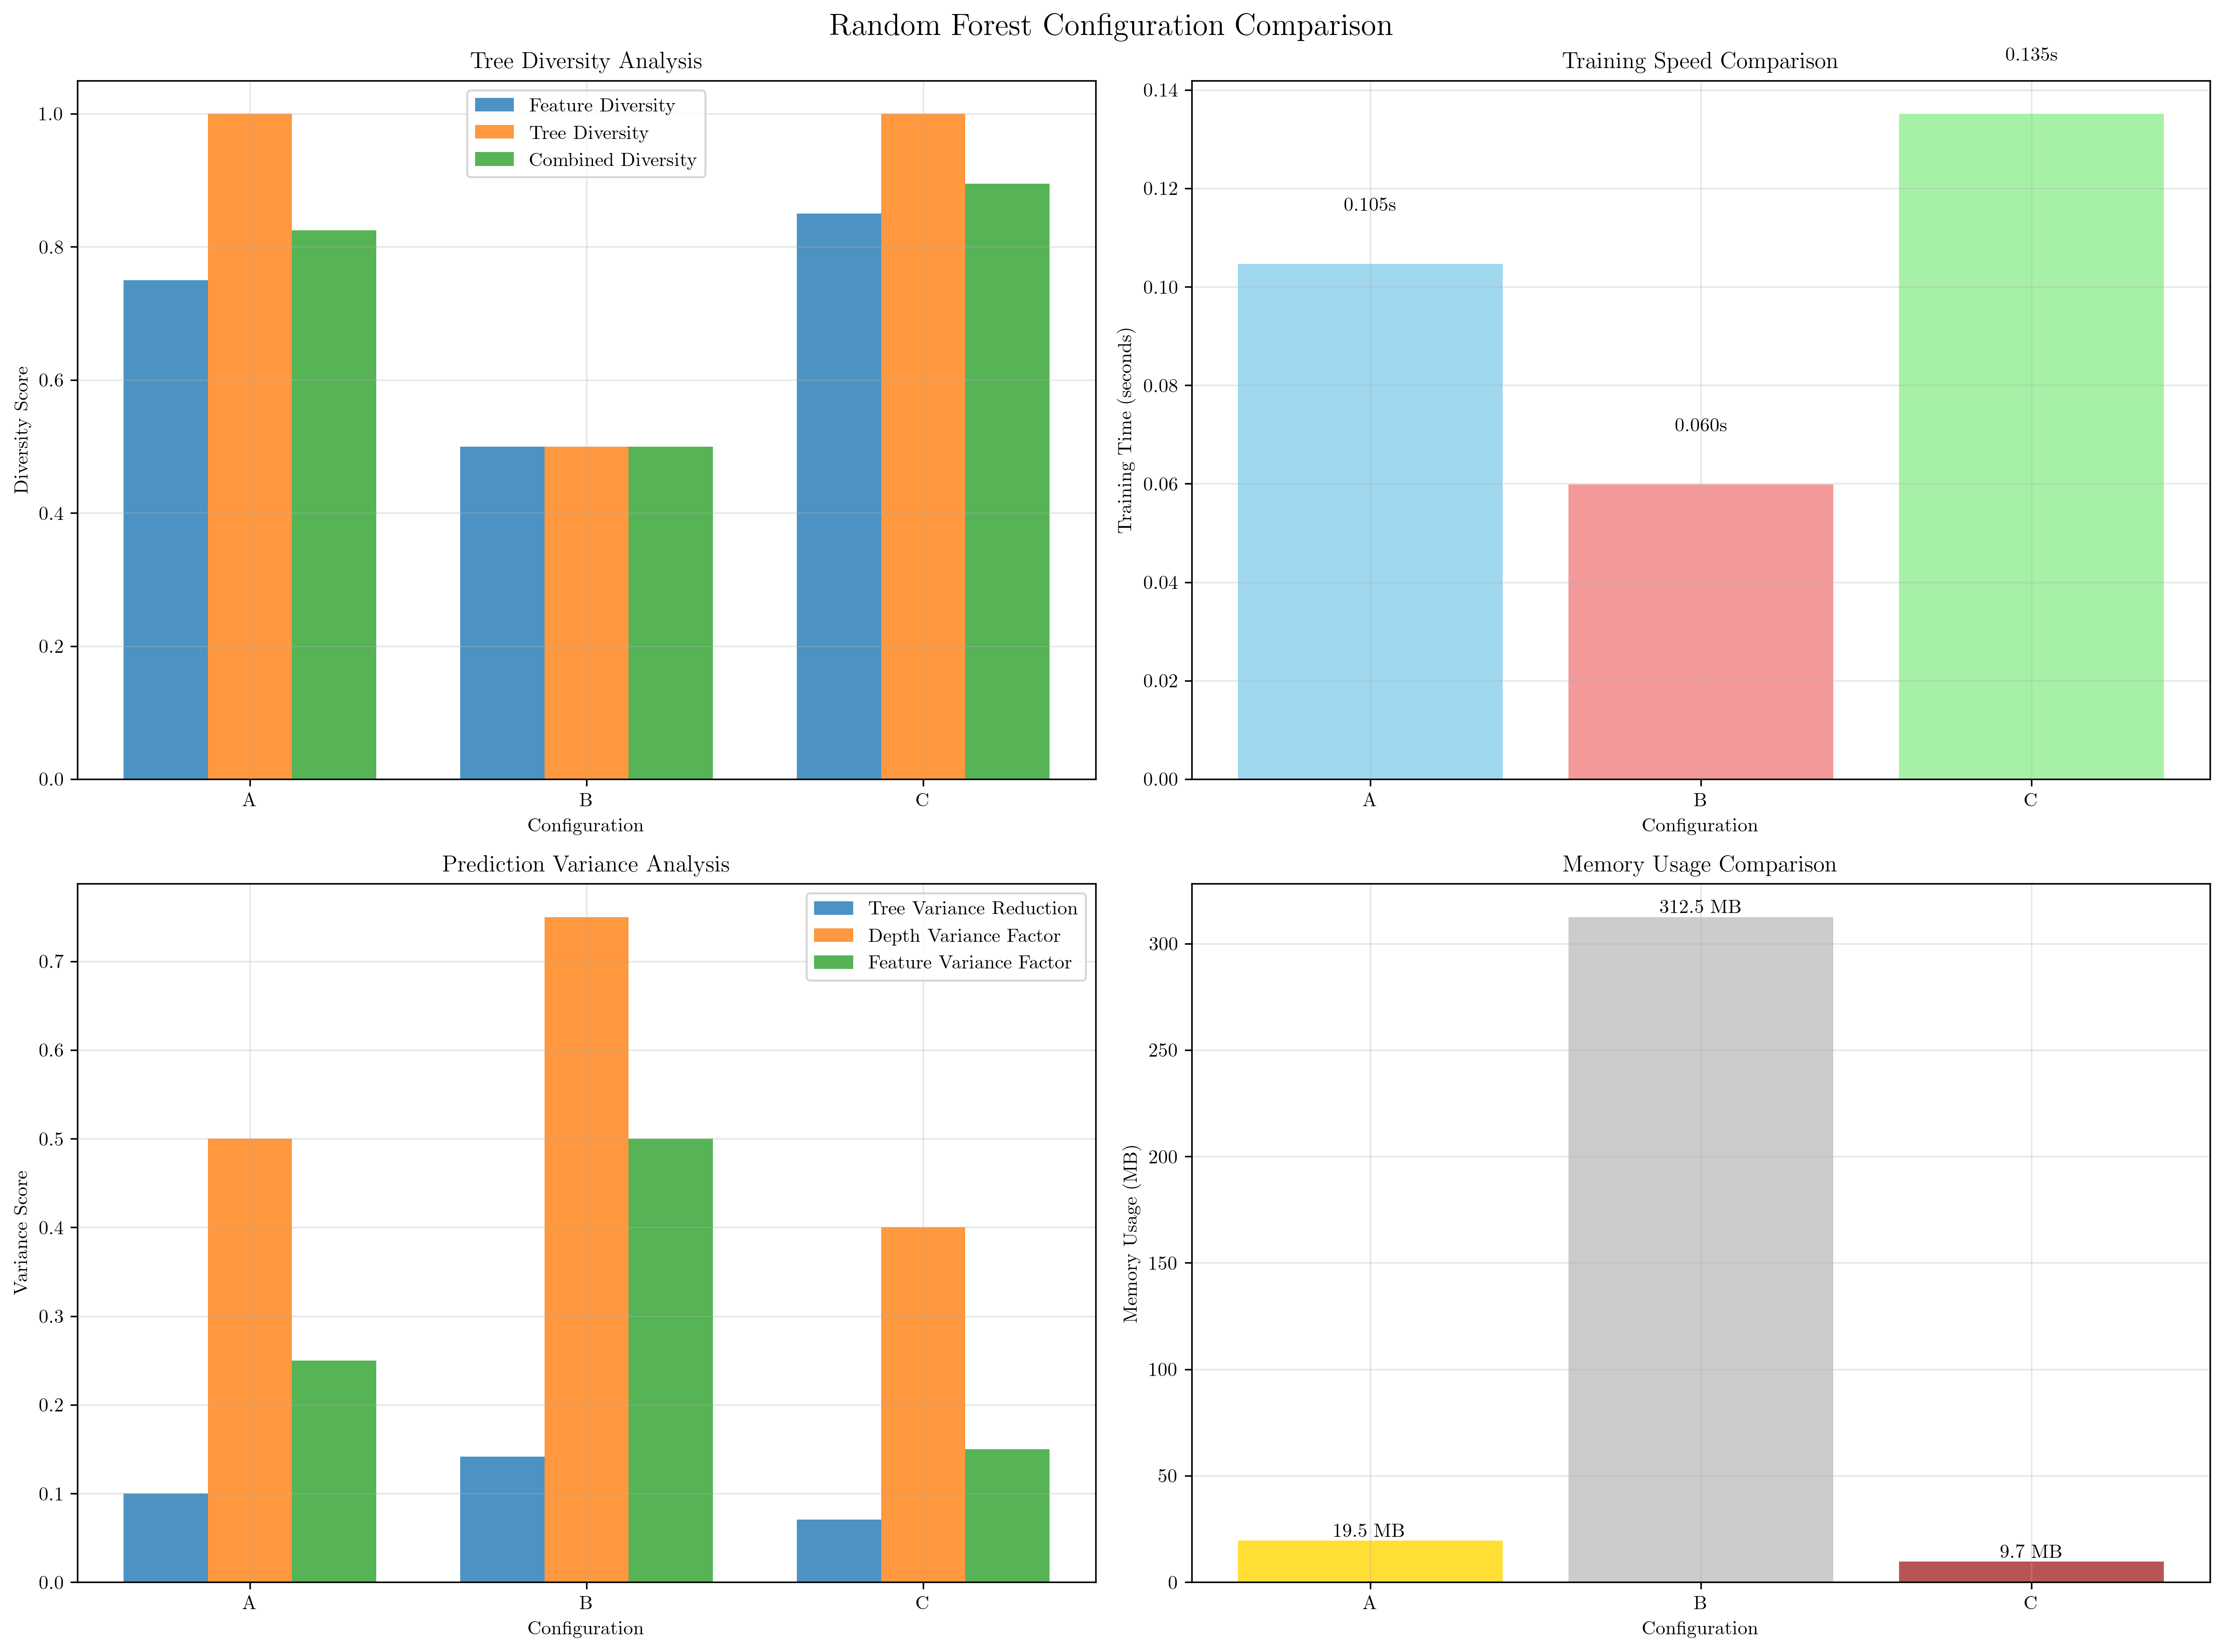 Random Forest Configuration Comparison
Tree Diversity Analysis
Feature Diversity
Tree Diversity
Combined Diversity
1.0
0.8
0.6
0.4
0.2
0.0
Diversity Score
A B C
Configuration
Training Speed Comparison
0.135s
0.105s
0.060s
0.14
0.12
0.10
0.08
0.06
0.04
0.02
0.00
Training Time (seconds)
A B C
Configuration
Prediction Variance Analysis
Tree Variance Reduction
Depth Variance Factor
Feature Variance Factor
0.7
0.6
0.5
0.4
0.3
0.2
0.1
0.0
Variance Score
A B C
Configuration
Memory Usage Comparison
312.5 MB
19.5 MB
9.7 MB
300
250
200
150
100
50
0
Memory Usage (MB)
A B C
Configuration